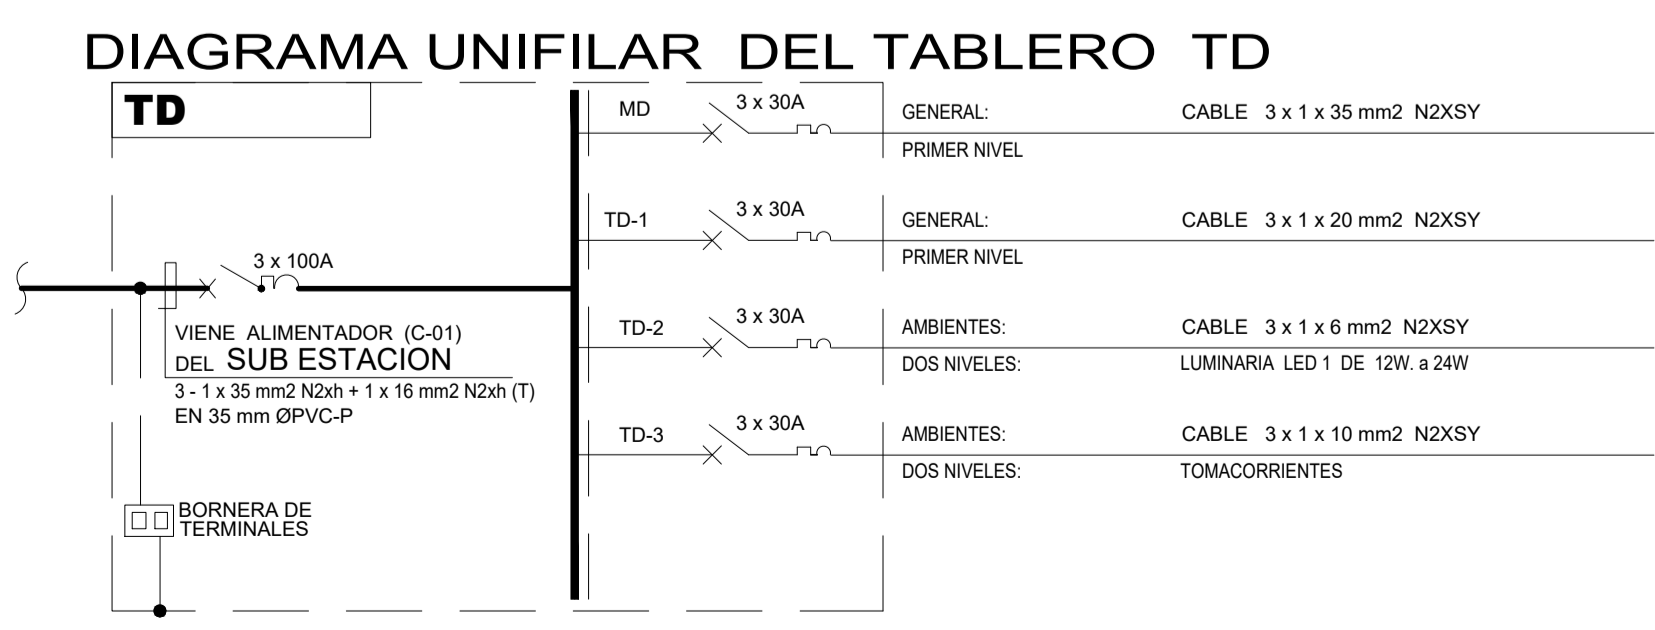 DIAGRAMA UNIFILAR DEL TABLERO TD
TD
3 x 100A
VIENE ALIMENTADOR (C-01)
DEL SUB ESTACION
3 - 1 x 35 mm2 N2xh + 1 x 16 mm2 N2xh (T)
EN 35 mm ØPVC-P
BORNERA DE
TERMINALES
MD 3 x 30A GENERAL: CABLE 3 x 1 x 35 mm2 N2XSY
PRIMER NIVEL
TD-1 3 x 30A GENERAL: CABLE 3 x 1 x 20 mm2 N2XSY
PRIMER NIVEL
TD-2 3 x 30A AMBIENTES: CABLE 3 x 1 x 6 mm2 N2XSY
DOS NIVELES: LUMINARIA LED 1 DE 12W. a 24W
TD-3 3 x 30A AMBIENTES: CABLE 3 x 1 x 10 mm2 N2XSY
DOS NIVELES: TOMACORRIENTES